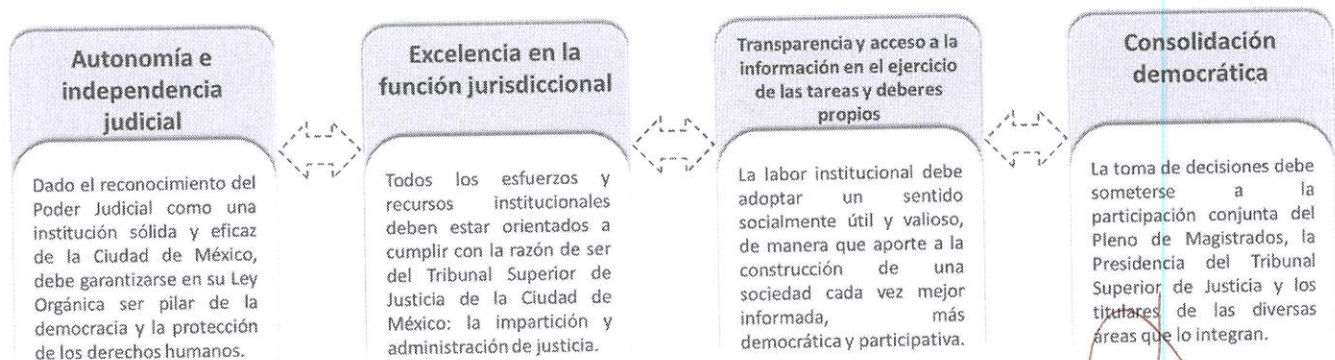 Autonomía e
independencia
judicial
Dado el reconocimiento del
Poder Judicial como una
institución sólida y eficaz
de la Ciudad de México,
debe garantizarse en su Ley
Orgánica ser pilar de la
democracia y la protección
de los derechos humanos.
Excelencia en la
función jurisdiccional
Todos los esfuerzos y
recursos institucionales
deben estar orientados a
cumplir con la razón de ser
del Tribunal Superior de
Justicia de la Ciudad de
México: la impartición y
administración de justicia.
Transparencia y acceso a la
información en el ejercicio
de las tareas y deberes
propios
La labor institucional debe
adoptar un sentido
socialmente útil y valioso,
de manera que aporte a la
construcción de una
sociedad cada vez mejor
informada, más
democrática y participativa.
Consolidación
democrática
La toma de decisiones debe
someterse a la
participación conjunta del
Pleno de Magistrados, la
Presidencia del Tribunal
Superior de Justicia y los
titulares de las diversas
áreas que lo integran.